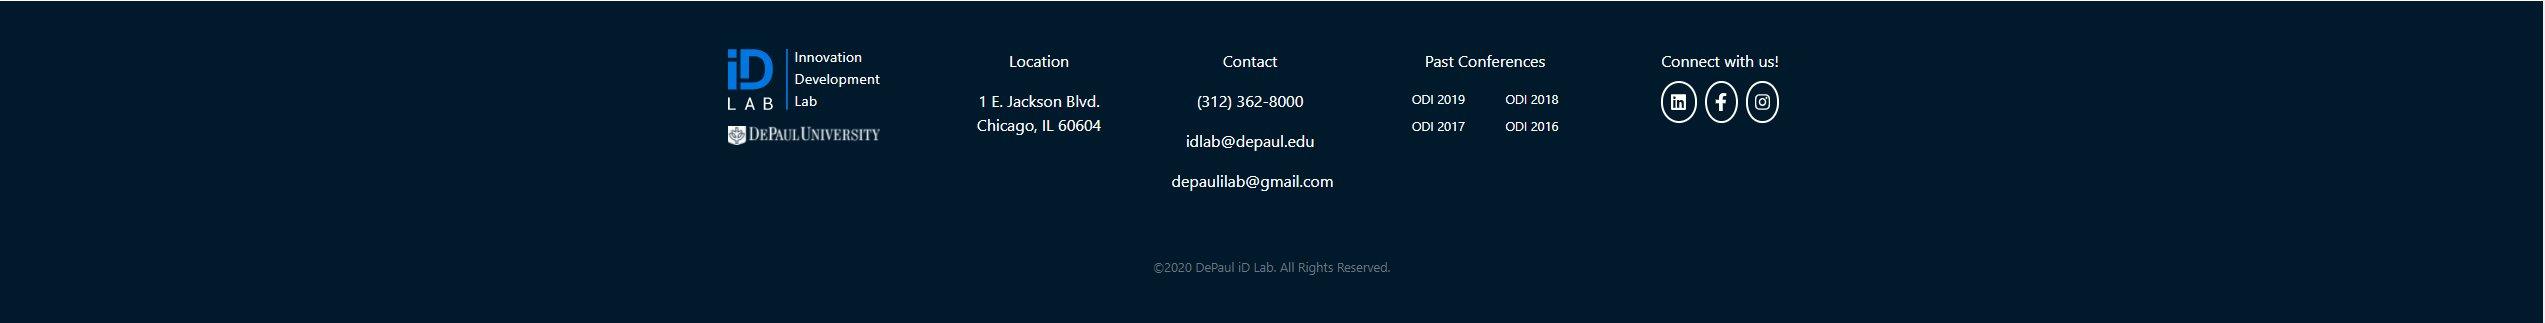 iD
LAB
Innovation
Development
Lab
DEPAUL UNIVERSITY
Location
1 E. Jackson Blvd.
Chicago, IL 60604
Contact
(312) 362-8000
idlab@depaul.edu
depaulilab@gmail.com
Past Conferences
ODI 2019 ODI 2018
ODI 2017 ODI 2016
Connect with us!
©2020 DePaul iD Lab. All Rights Reserved.